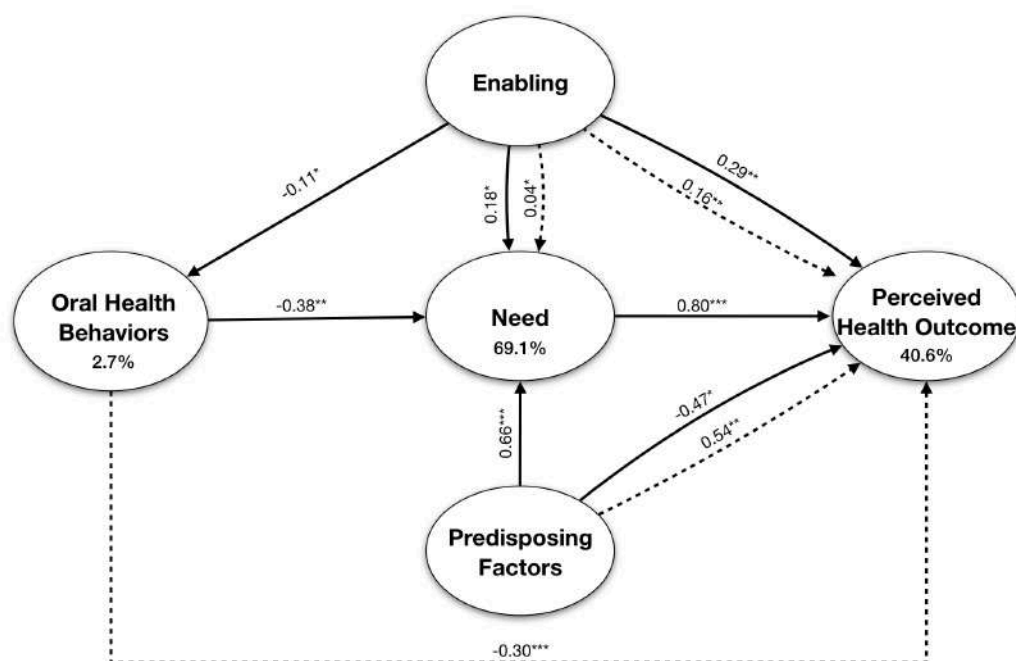 Enabling
-0.11*
0.18*
0.04*
0.29**
0.16**
Oral Health
Behaviors
2.7%
-0.38**
Need
69.1%
0.80***
Perceived
Health Outcome
40.6%
0.66***
-0.47*
0.54**
Predisposing
Factors
-0.30***